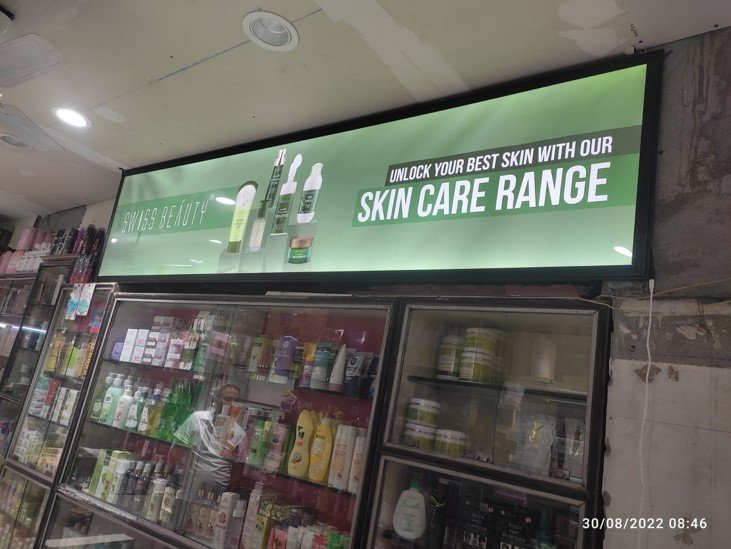 SWISS BEAUTY
UNLOCK YOUR BEST SKIN WITH OUR
SKIN CARE RANGE
30/08/2022 08:46